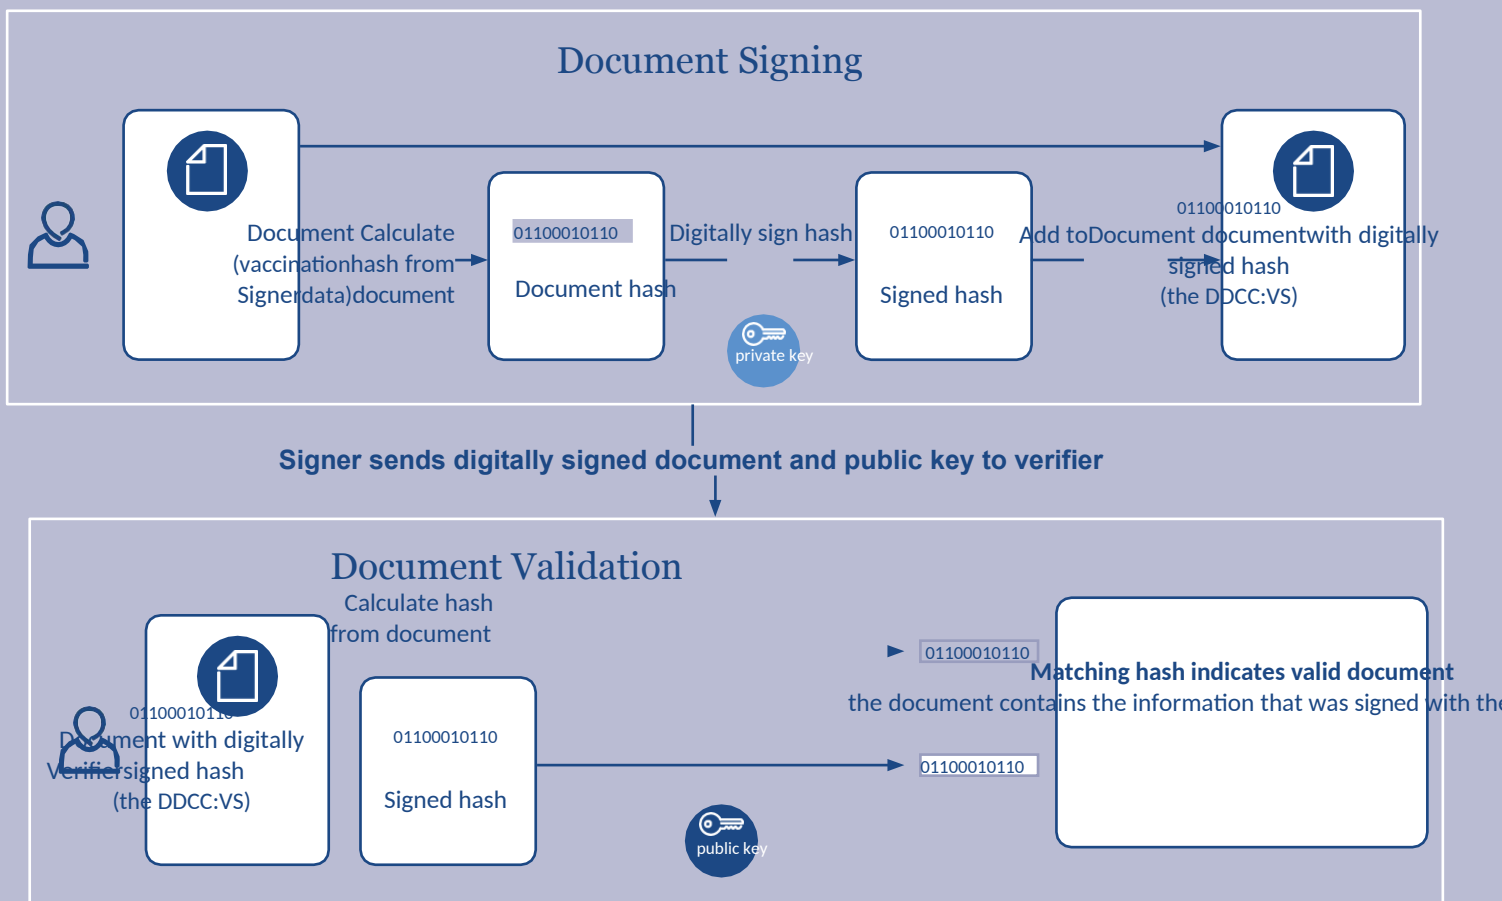 Document Signing
01100010110
Document Calculate
(vaccinationhash from
Signerdata)document
01100010110
Document hash
Digitally sign hash
private key
01100010110
Signed hash
Add toDocument documentwith digitally
signed hash
(the DDCC:VS)
Signer sends digitally signed document and public key to verifier
Document Validation
Calculate hash
from document
01100010110
Document with digitally
Verifiersigned hash
(the DDCC:VS)
01100010110
Signed hash
public key
01100010110
01100010110
Matching hash indicates valid document
the document contains the information that was signed with the